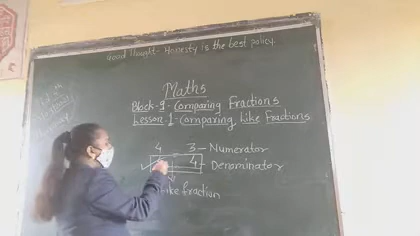 Good thought- Honesty is the best policy.
Maths
Block-9- Comparing Fractions
Lesson-1- Comparing Like Fractions
4 3 - Numerator
4 - Denominator
like fraction